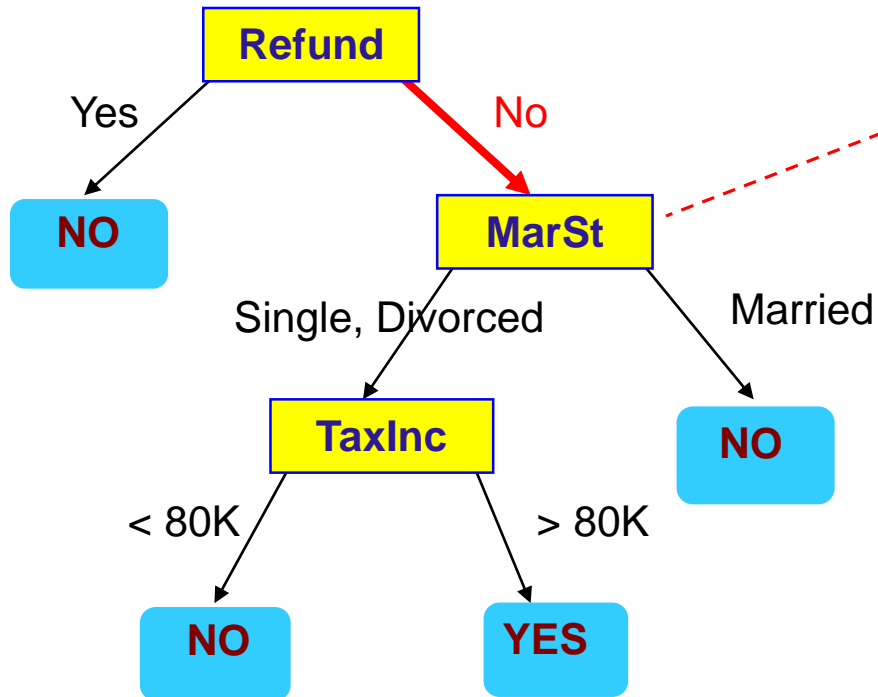 Refund
Yes
No
NO
MarSt
Single, Divorced
Married
TaxInc
NO
< 80K
> 80K
NO
YES